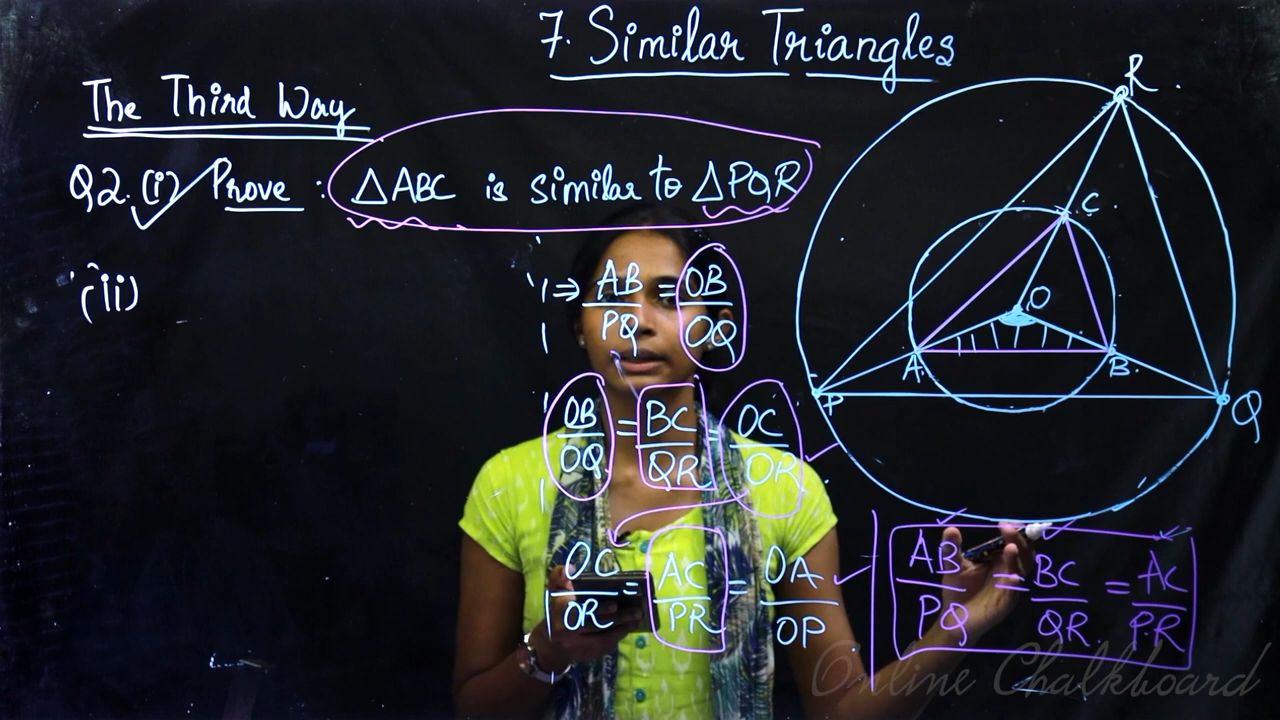 7. Similar Triangles
The Third Way
Q2. (i) Prove : △ABC is similar to △PQR
(ii)
⇒ AB/PQ = OB/OQ
OB/OQ = BC/QR = OC/OR
OC/OR = AC/PR = OA/OP
AB/PQ = BC/QR = AC/PR
R
C
O
A
B
P
Q
Online Chalkboard